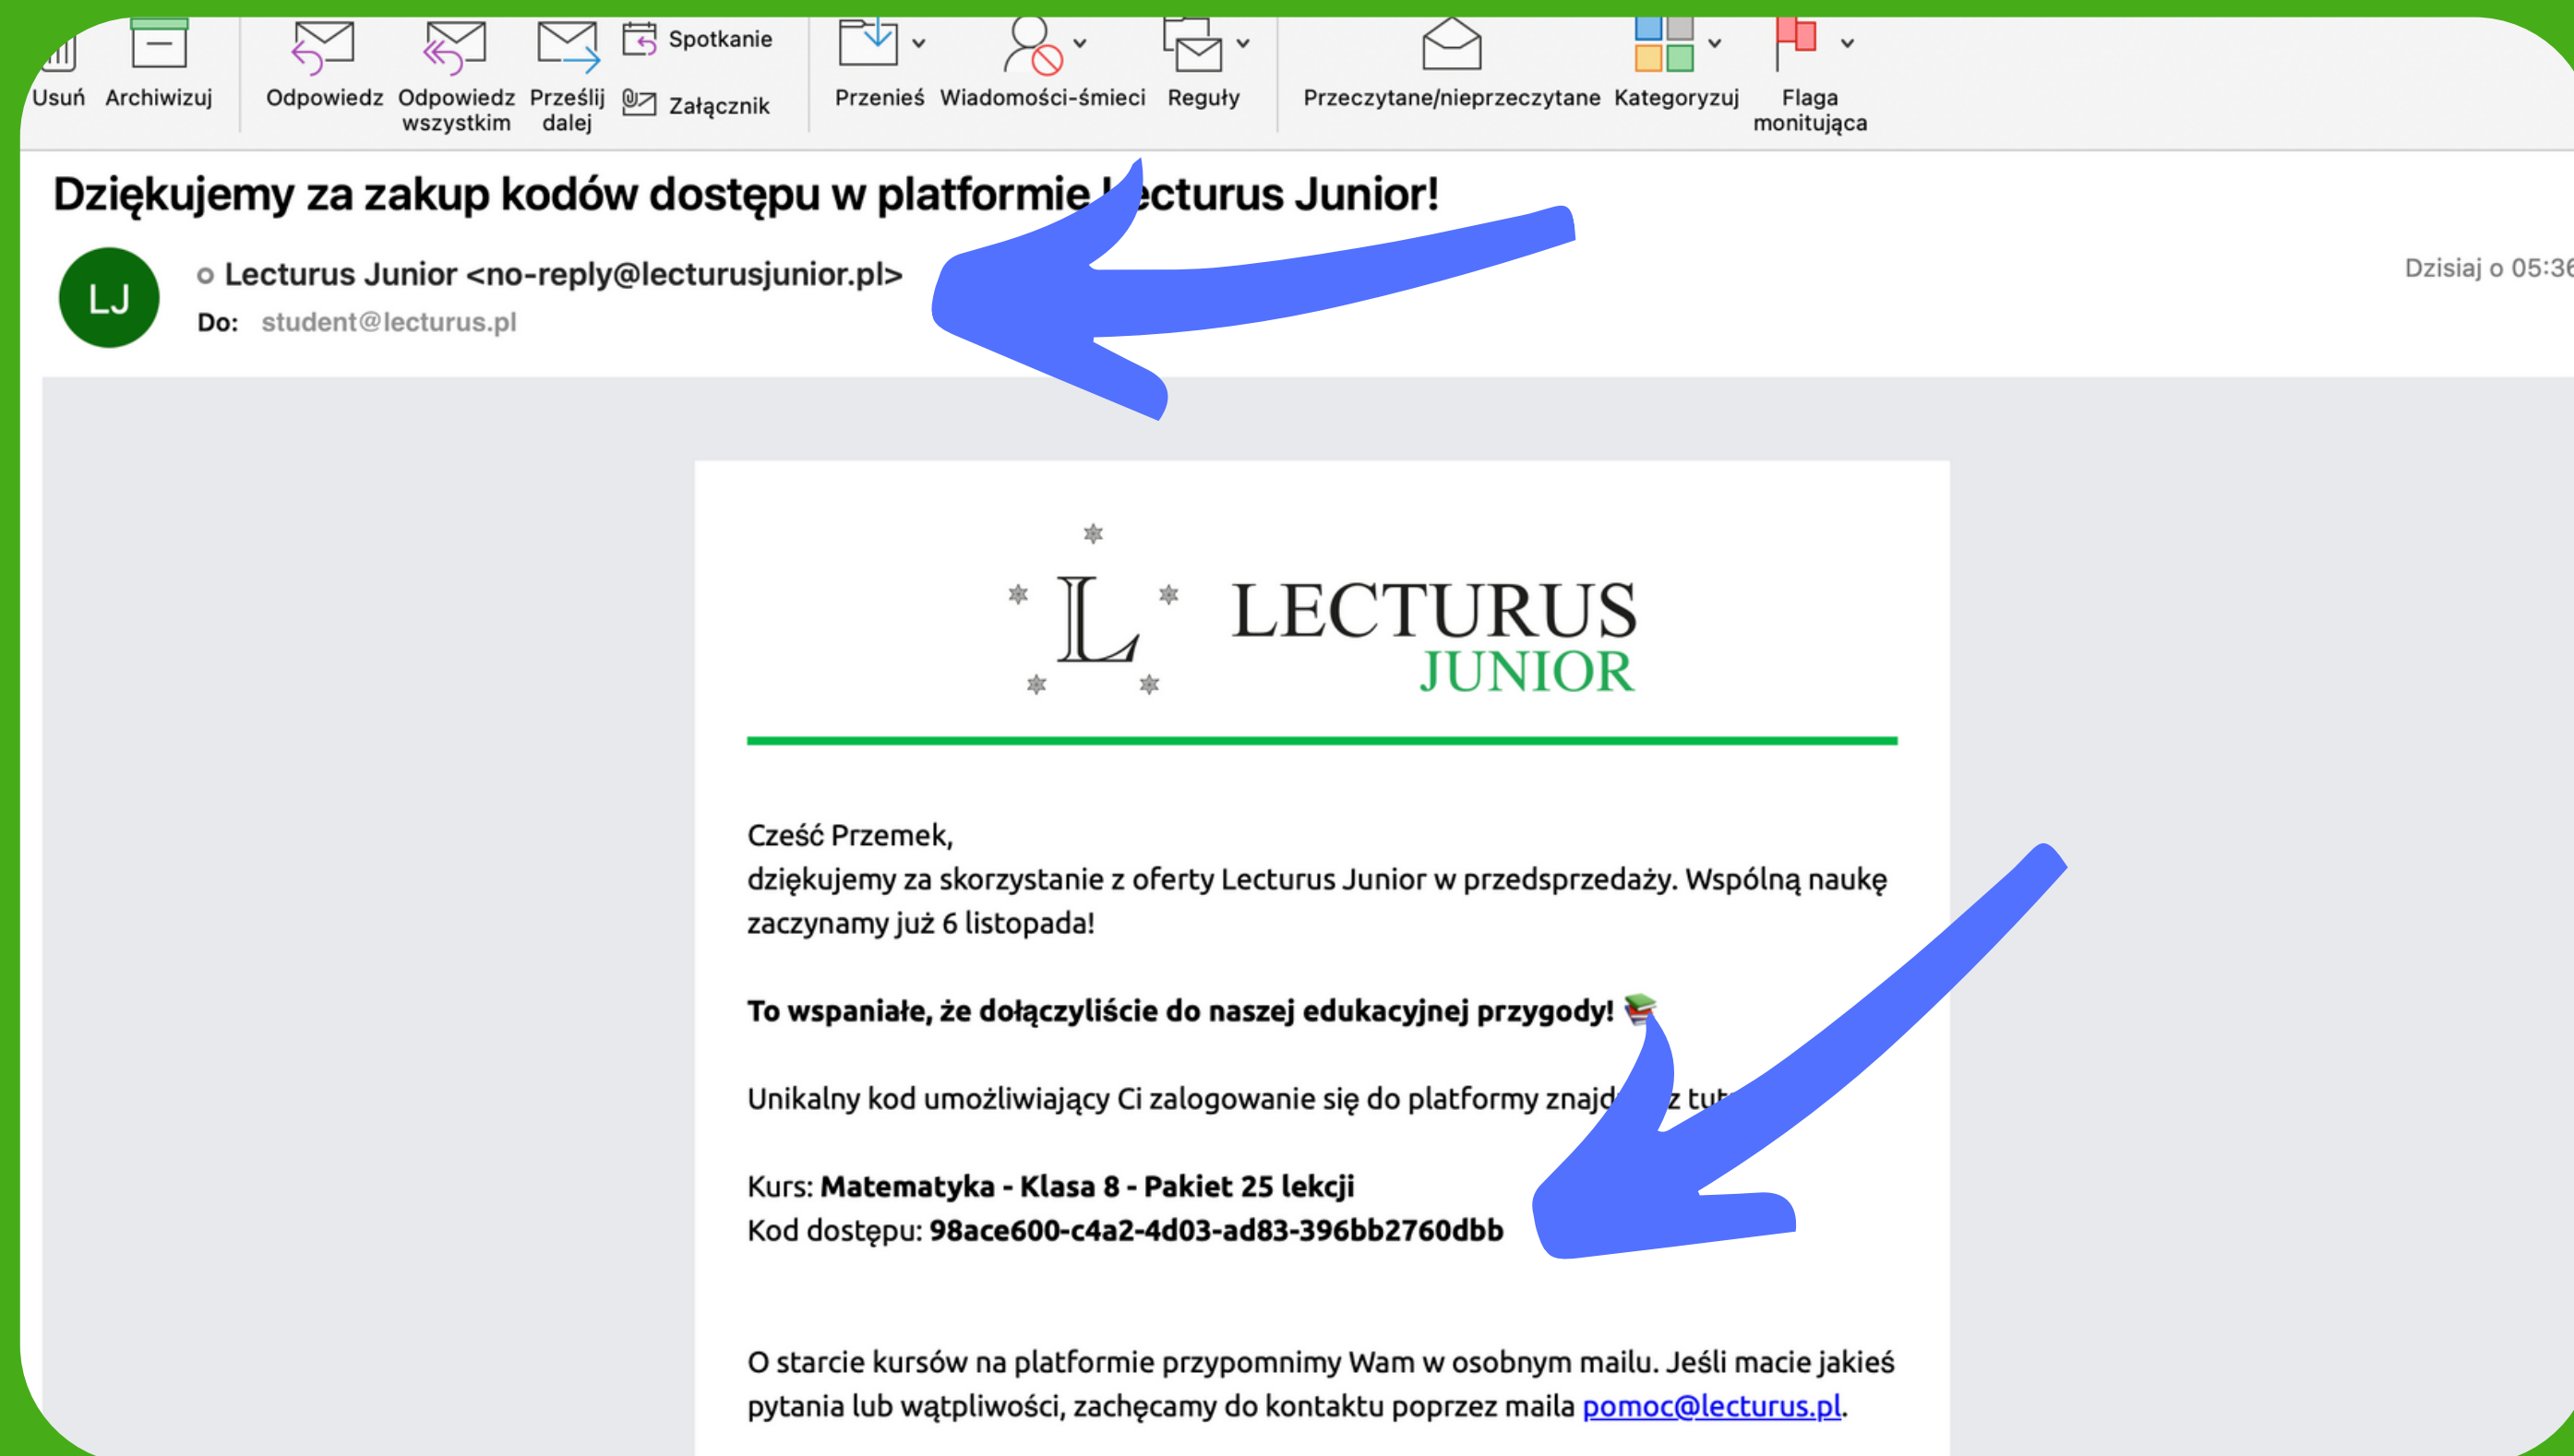 Usuń Archiwizuj Odpowiedz Odpowiedz wszystkim Prześlij dalej Spotkanie Załącznik Przenieś Wiadomości-śmieci Reguły Przeczytane/nieprzeczytane Kategoryzuj Flaga monitująca
Dziękujemy za zakup kodów dostępu w platformie Lecturus Junior!
LJ
Lecturus Junior <no-reply@lecturusjunior.pl>
Dzisiaj o 05:36
Do: student@lecturus.pl
L LECTURUS
JUNIOR
Cześć Przemek,
dziękujemy za skorzystanie z oferty Lecturus Junior w przedsprzedaży. Wspólną naukę
zaczynamy już 6 listopada!
To wspaniałe, że dołączyliście do naszej edukacyjnej przygody! 📚
Unikalny kod umożliwiający Ci zalogowanie się do platformy
Kurs: Matematyka - Klasa 8 - Pakiet 25 lekcji
Kod dostępu: 98ace600-c4a2-4d03-ad83-396bb2760dbb
O starcie kursów na platformie przypomnimy Wam w osobnym mailu. Jeśli macie jakieś
pytania lub wątpliwości, zachęcamy do kontaktu poprzez maila pomoc@lecturus.pl.